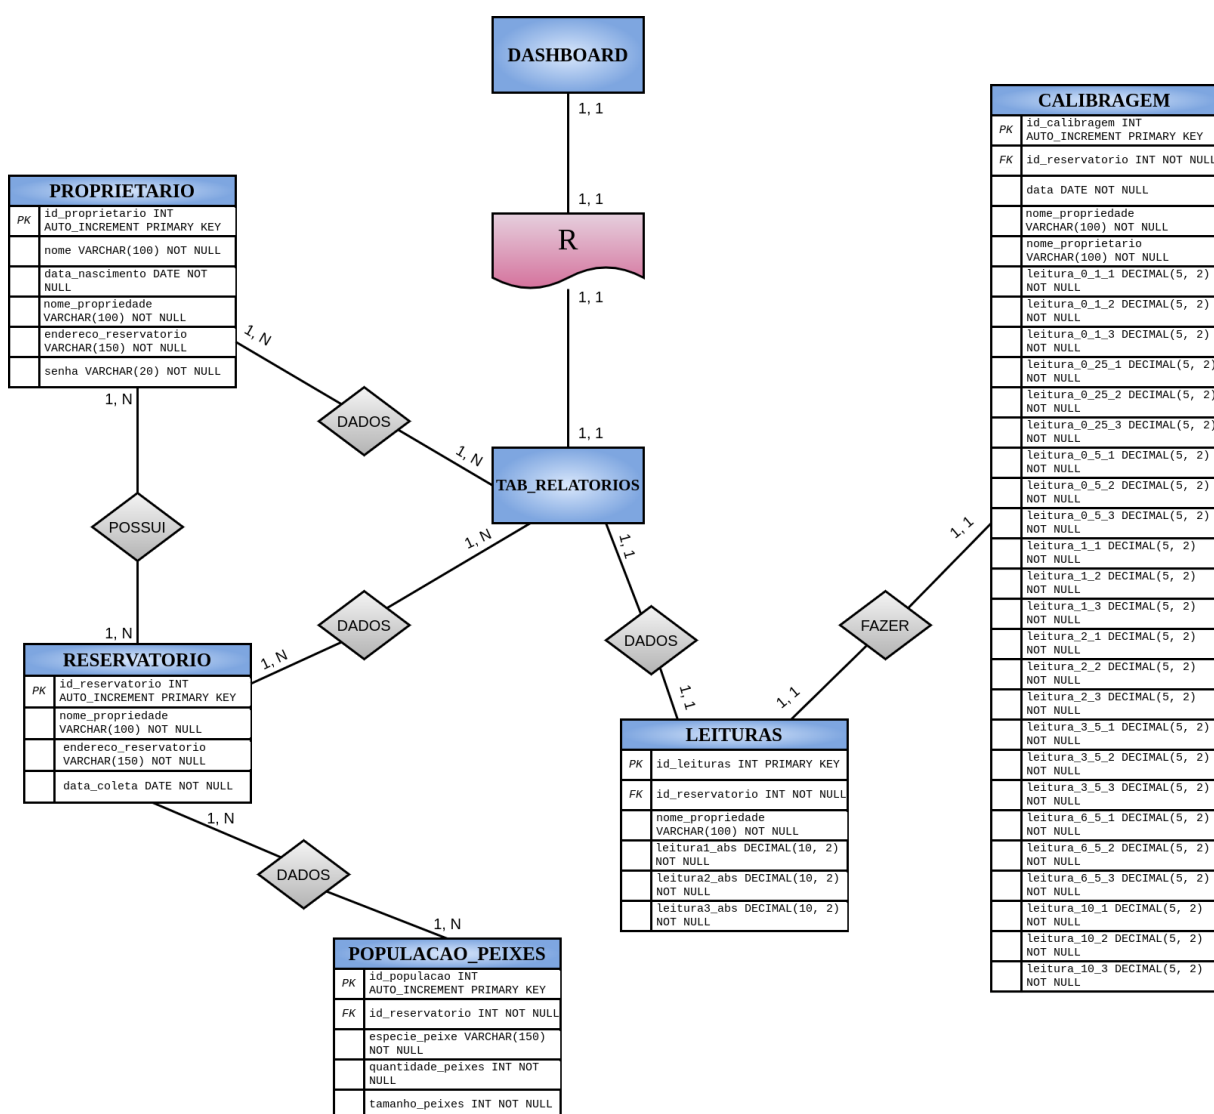 DASHBOARD
1, 1
1, 1
R
1, 1
1, 1
TAB_RELATORIOS
PROPRIETARIO
PK
id_proprietario INT
AUTO_INCREMENT PRIMARY KEY
nome VARCHAR(100) NOT NULL
data_nascimento DATE NOT
NULL
nome_propriedade
VARCHAR(100) NOT NULL
endereco_reservatorio
VARCHAR(150) NOT NULL
senha VARCHAR(20) NOT NULL
1, N
DADOS
1, N
1, N
POSSUI
1, N
1, N
DADOS
1, N
RESERVATORIO
PK
id_reservatorio INT
AUTO_INCREMENT PRIMARY KEY
nome_propriedade
VARCHAR(100) NOT NULL
endereco_reservatorio
VARCHAR(150) NOT NULL
data_coleta DATE NOT NULL
1, N
DADOS
1, N
POPULACAO_PEIXES
PK
id_populacao INT
AUTO_INCREMENT PRIMARY KEY
FK
id_reservatorio INT NOT NULL
especie_peixe VARCHAR(150)
NOT NULL
quantidade_peixes INT NOT
NULL
tamanho_peixes INT NOT NULL
1, 1
DADOS
1, 1
LEITURAS
PK
id_leituras INT PRIMARY KEY
FK
id_reservatorio INT NOT NULL
nome_propriedade
VARCHAR(100) NOT NULL
leitura1_abs DECIMAL(10, 2)
NOT NULL
leitura2_abs DECIMAL(10, 2)
NOT NULL
leitura3_abs DECIMAL(10, 2)
NOT NULL
1, 1
FAZER
1, 1
CALIBRAGEM
PK
id_calibragem INT
AUTO_INCREMENT PRIMARY KEY
FK
id_reservatorio INT NOT NULL
data DATE NOT NULL
nome_propriedade
VARCHAR(100) NOT NULL
nome_proprietario
VARCHAR(100) NOT NULL
leitura_0_1_1 DECIMAL(5, 2)
NOT NULL
leitura_0_1_2 DECIMAL(5, 2)
NOT NULL
leitura_0_1_3 DECIMAL(5, 2)
NOT NULL
leitura_0_25_1 DECIMAL(5, 2)
NOT NULL
leitura_0_25_2 DECIMAL(5, 2)
NOT NULL
leitura_0_25_3 DECIMAL(5, 2)
NOT NULL
leitura_0_5_1 DECIMAL(5, 2)
NOT NULL
leitura_0_5_2 DECIMAL(5, 2)
NOT NULL
leitura_0_5_3 DECIMAL(5, 2)
NOT NULL
leitura_1_1 DECIMAL(5, 2)
NOT NULL
leitura_1_2 DECIMAL(5, 2)
NOT NULL
leitura_1_3 DECIMAL(5, 2)
NOT NULL
leitura_2_1 DECIMAL(5, 2)
NOT NULL
leitura_2_2 DECIMAL(5, 2)
NOT NULL
leitura_2_3 DECIMAL(5, 2)
NOT NULL
leitura_3_5_1 DECIMAL(5, 2)
NOT NULL
leitura_3_5_2 DECIMAL(5, 2)
NOT NULL
leitura_3_5_3 DECIMAL(5, 2)
NOT NULL
leitura_6_5_1 DECIMAL(5, 2)
NOT NULL
leitura_6_5_2 DECIMAL(5, 2)
NOT NULL
leitura_6_5_3 DECIMAL(5, 2)
NOT NULL
leitura_10_1 DECIMAL(5, 2)
NOT NULL
leitura_10_2 DECIMAL(5, 2)
NOT NULL
leitura_10_3 DECIMAL(5, 2)
NOT NULL